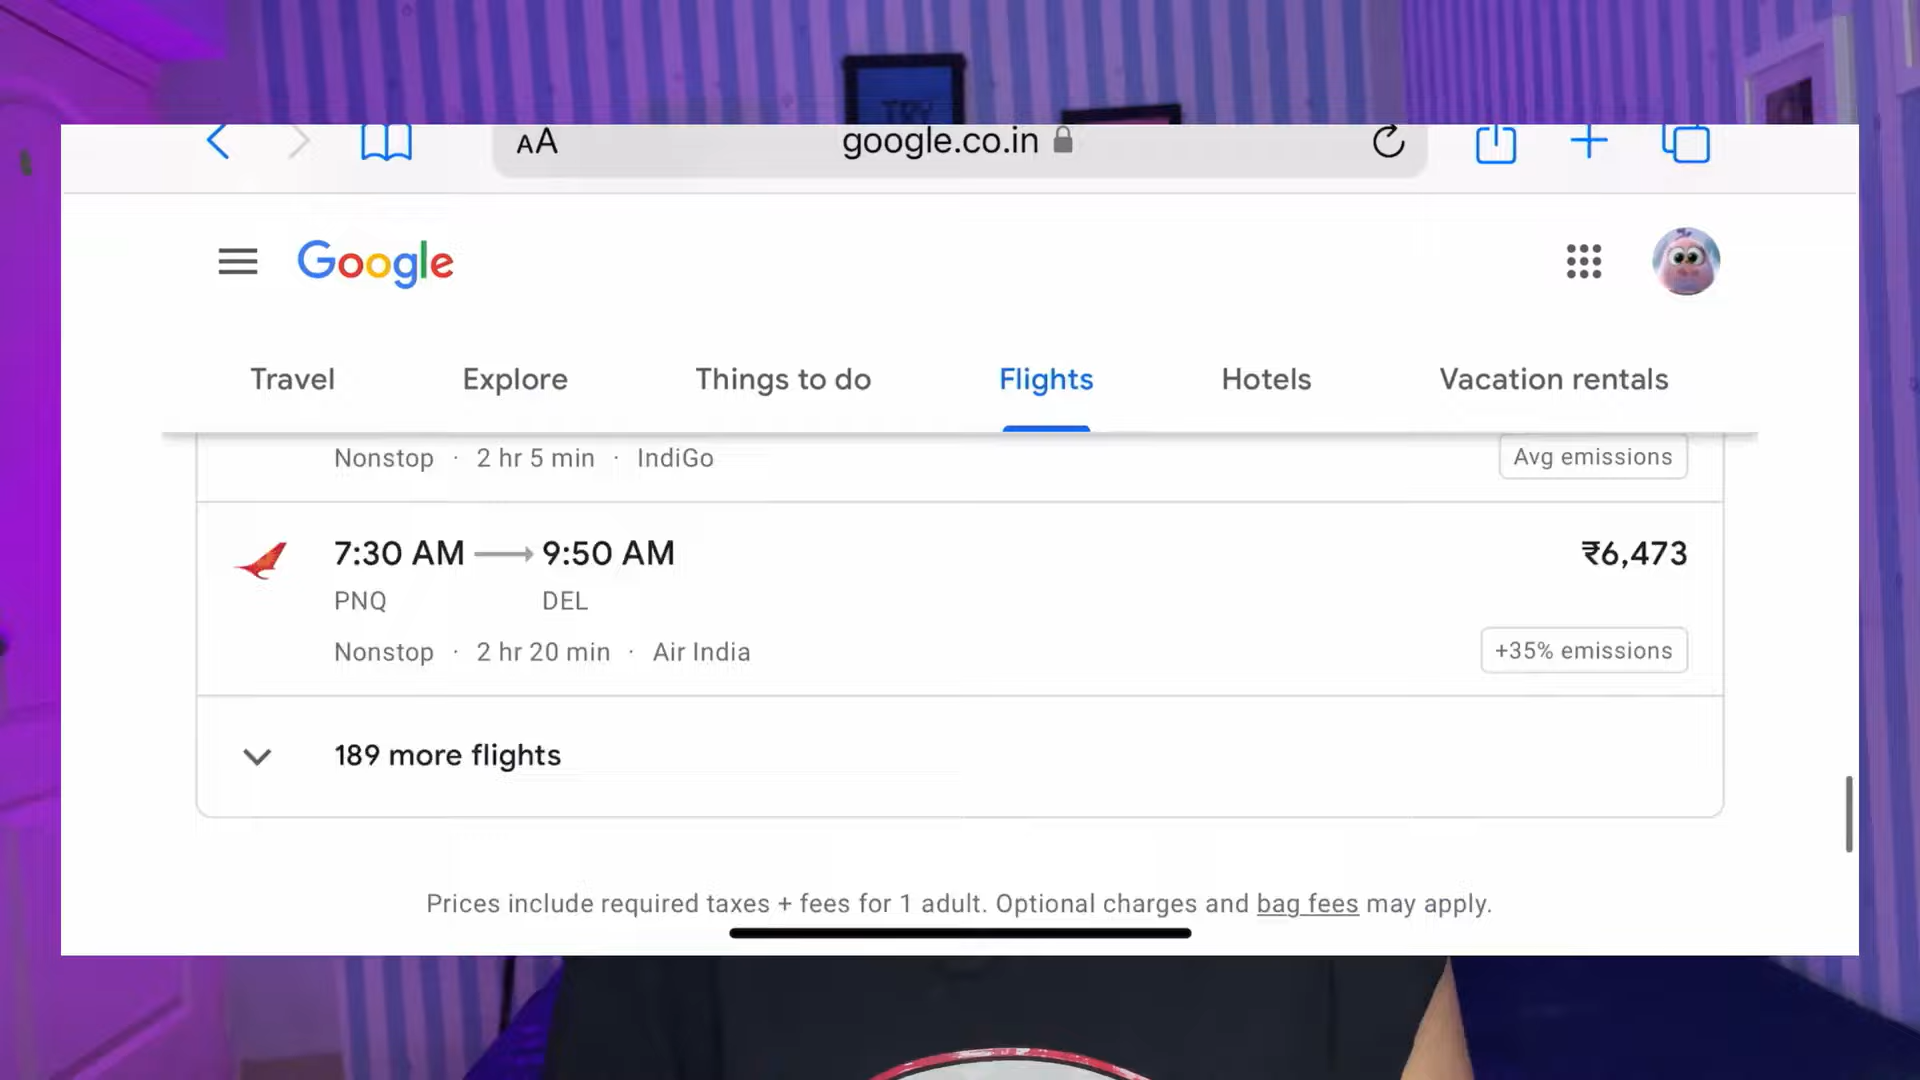 TRY
AA google.co.in
Google
Travel Explore Things to do Flights Hotels Vacation rentals
Nonstop · 2 hr 5 min · IndiGo Avg emissions
7:30 AM 9:50 AM ₹6,473
PNQ DEL
Nonstop · 2 hr 20 min · Air India +35% emissions
189 more flights
Prices include required taxes + fees for 1 adult. Optional charges and bag fees may apply.